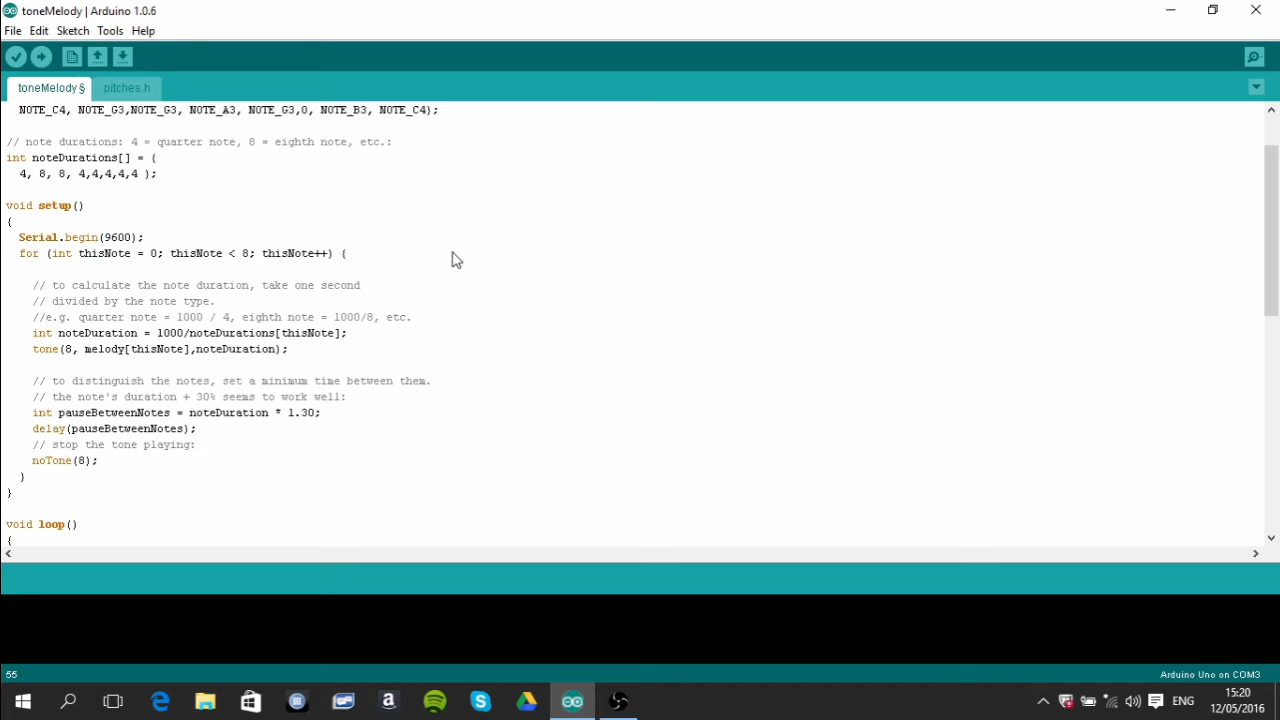 toneMelody | Arduino 1.0.6
File Edit Sketch Tools Help
toneMelody§ pitches.h
NOTE_C4, NOTE_G3,NOTE_G3, NOTE_A3, NOTE_G3,0, NOTE_B3, NOTE_C4};
// note durations: 4 = quarter note, 8 = eighth note, etc.:
int noteDurations[] = {
4, 8, 8, 4,4,4,4,4 };
void setup()
{
Serial.begin(9600);
for (int thisNote = 0; thisNote < 8; thisNote++) {
// to calculate the note duration, take one second
// divided by the note type.
//e.g. quarter note = 1000 / 4, eighth note = 1000/8, etc.
int noteDuration = 1000/noteDurations[thisNote];
tone(8, melody[thisNote],noteDuration);
// to distinguish the notes, set a minimum time between them.
// the note's duration + 30% seems to work well:
int pauseBetweenNotes = noteDuration * 1.30;
delay(pauseBetweenNotes);
// stop the tone playing:
noTone(8);
}
}
void loop()
{
55
Arduino Uno on COM3
ENG
15:20
12/05/2016